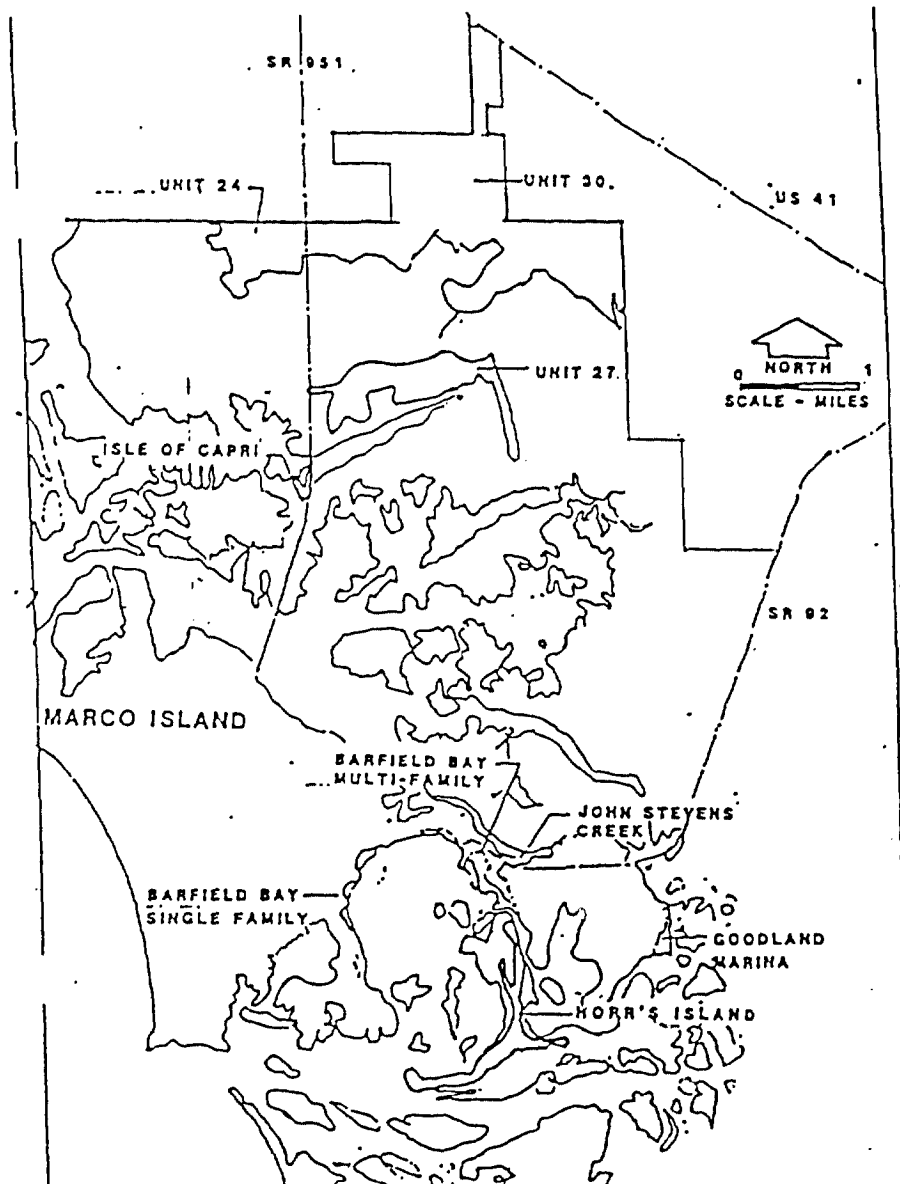 SR 951
UNIT 24
UNIT 30.
US 41
NORTH
0 1
SCALE - MILES
UNIT 27
ISLE OF CAPRI
SR 92
MARCO ISLAND
BARFIELD BAY
MULTI-FAMILY
JOHN STEVENS
CREEK
BARFIELD BAY
SINGLE FAMILY
GOODLAND
MARINA
HORR'S ISLAND